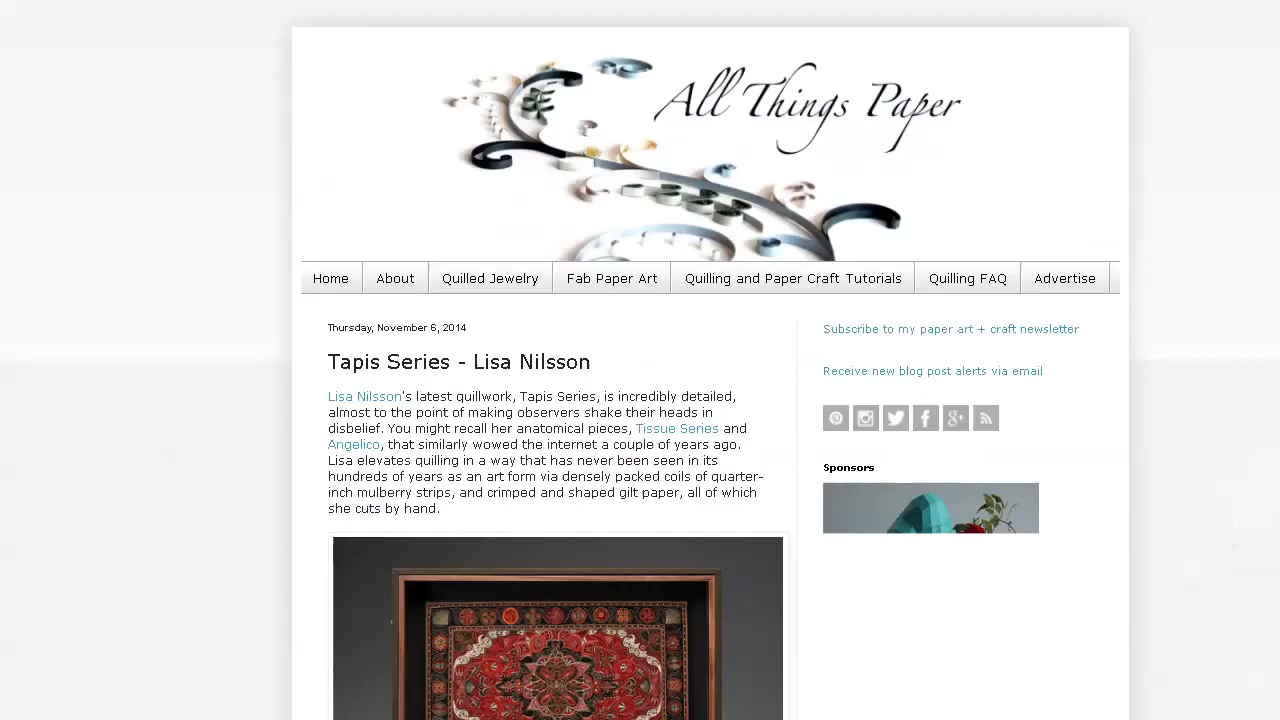 All Things Paper
Home About Quilled Jewelry Fab Paper Art Quilling and Paper Craft Tutorials Quilling FAQ Advertise
Thursday, November 6, 2014
Tapis Series - Lisa Nilsson
Lisa Nilsson's latest quillwork, Tapis Series, is incredibly detailed,
almost to the point of making observers shake their heads in
disbelief. You might recall her anatomical pieces, Tissue Series and
Angelico, that similarly wowed the internet a couple of years ago.
Lisa elevates quilling in a way that has never been seen in its
hundreds of years as an art form via densely packed coils of quarter-
inch mulberry strips, and crimped and shaped gilt paper, all of which
she cuts by hand.
Subscribe to my paper art + craft newsletter
Receive new blog post alerts via email
Sponsors